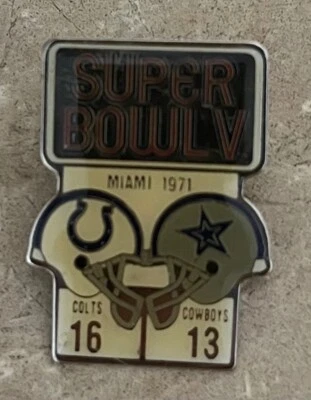 SUPER
BOWL V
MIAMI 1971
COLTS COWBOYS
16 13